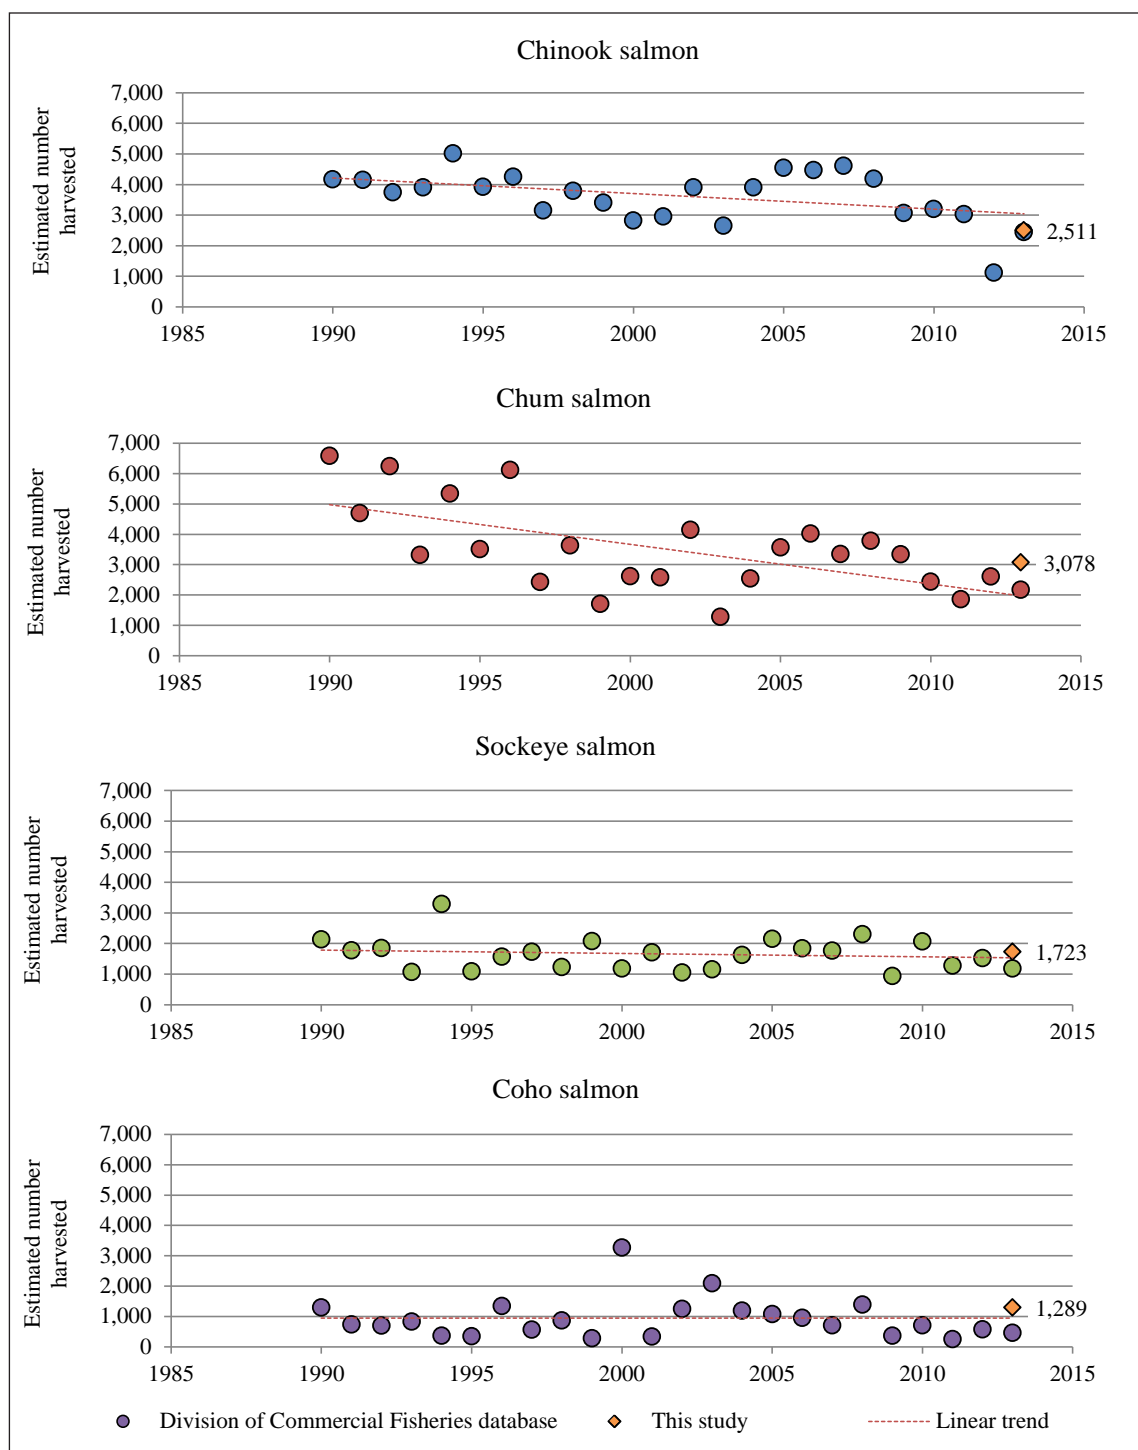 Chinook salmon
Estimated number
harvested
7,000
6,000
5,000
4,000
3,000
2,000
1,000
0
2,511
1985 1990 1995 2000 2005 2010 2015
Chum salmon
Estimated number
harvested
7,000
6,000
5,000
4,000
3,000
2,000
1,000
0
3,078
1985 1990 1995 2000 2005 2010 2015
Sockeye salmon
Estimated number
harvested
7,000
6,000
5,000
4,000
3,000
2,000
1,000
0
1,723
1985 1990 1995 2000 2005 2010 2015
Coho salmon
Estimated number
harvested
7,000
6,000
5,000
4,000
3,000
2,000
1,000
0
1,289
1985 1990 1995 2000 2005 2010 2015
Division of Commercial Fisheries database This study Linear trend